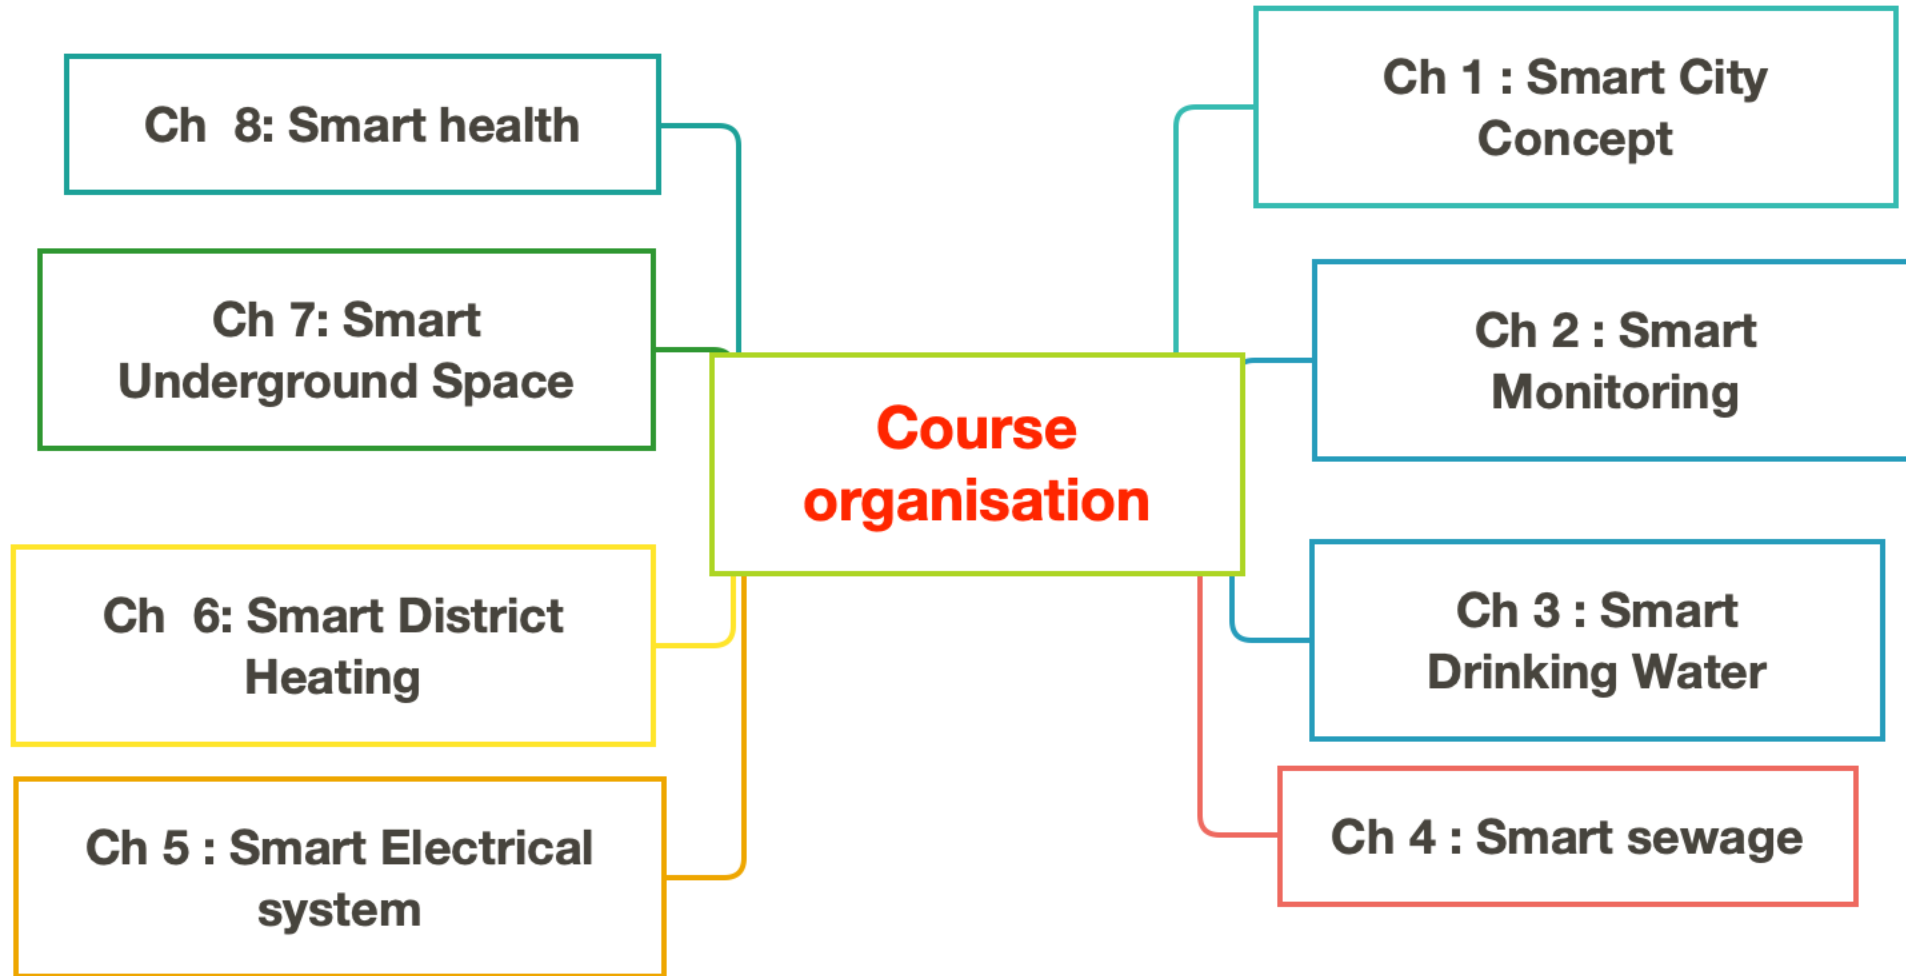 Course
organisation
Ch 1 : Smart City
Concept
Ch 2 : Smart
Monitoring
Ch 3 : Smart
Drinking Water
Ch 4 : Smart sewage
Ch 5 : Smart Electrical
system
Ch  6: Smart District
Heating
Ch 7: Smart
Underground Space
Ch  8: Smart health